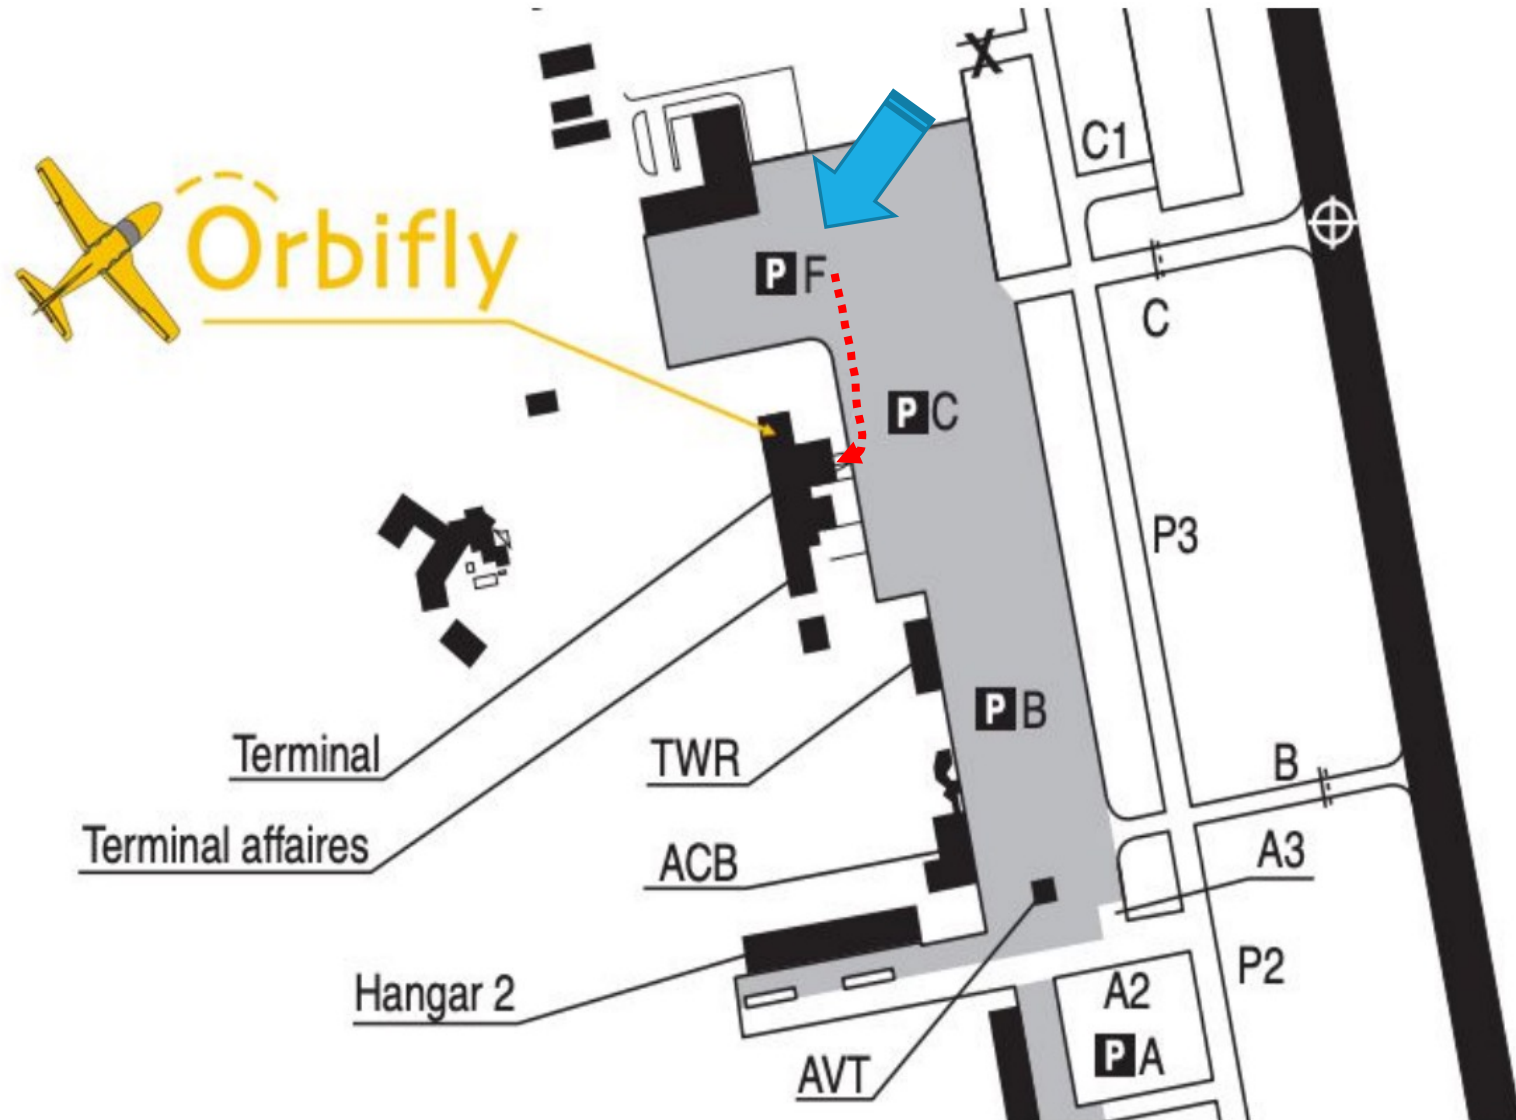 X
C1
Orbifly
P F
C
P C
P3
P B
Terminal
TWR
B
Terminal affaires
ACB
A3
Hangar 2
P2
A2
P A
AVT